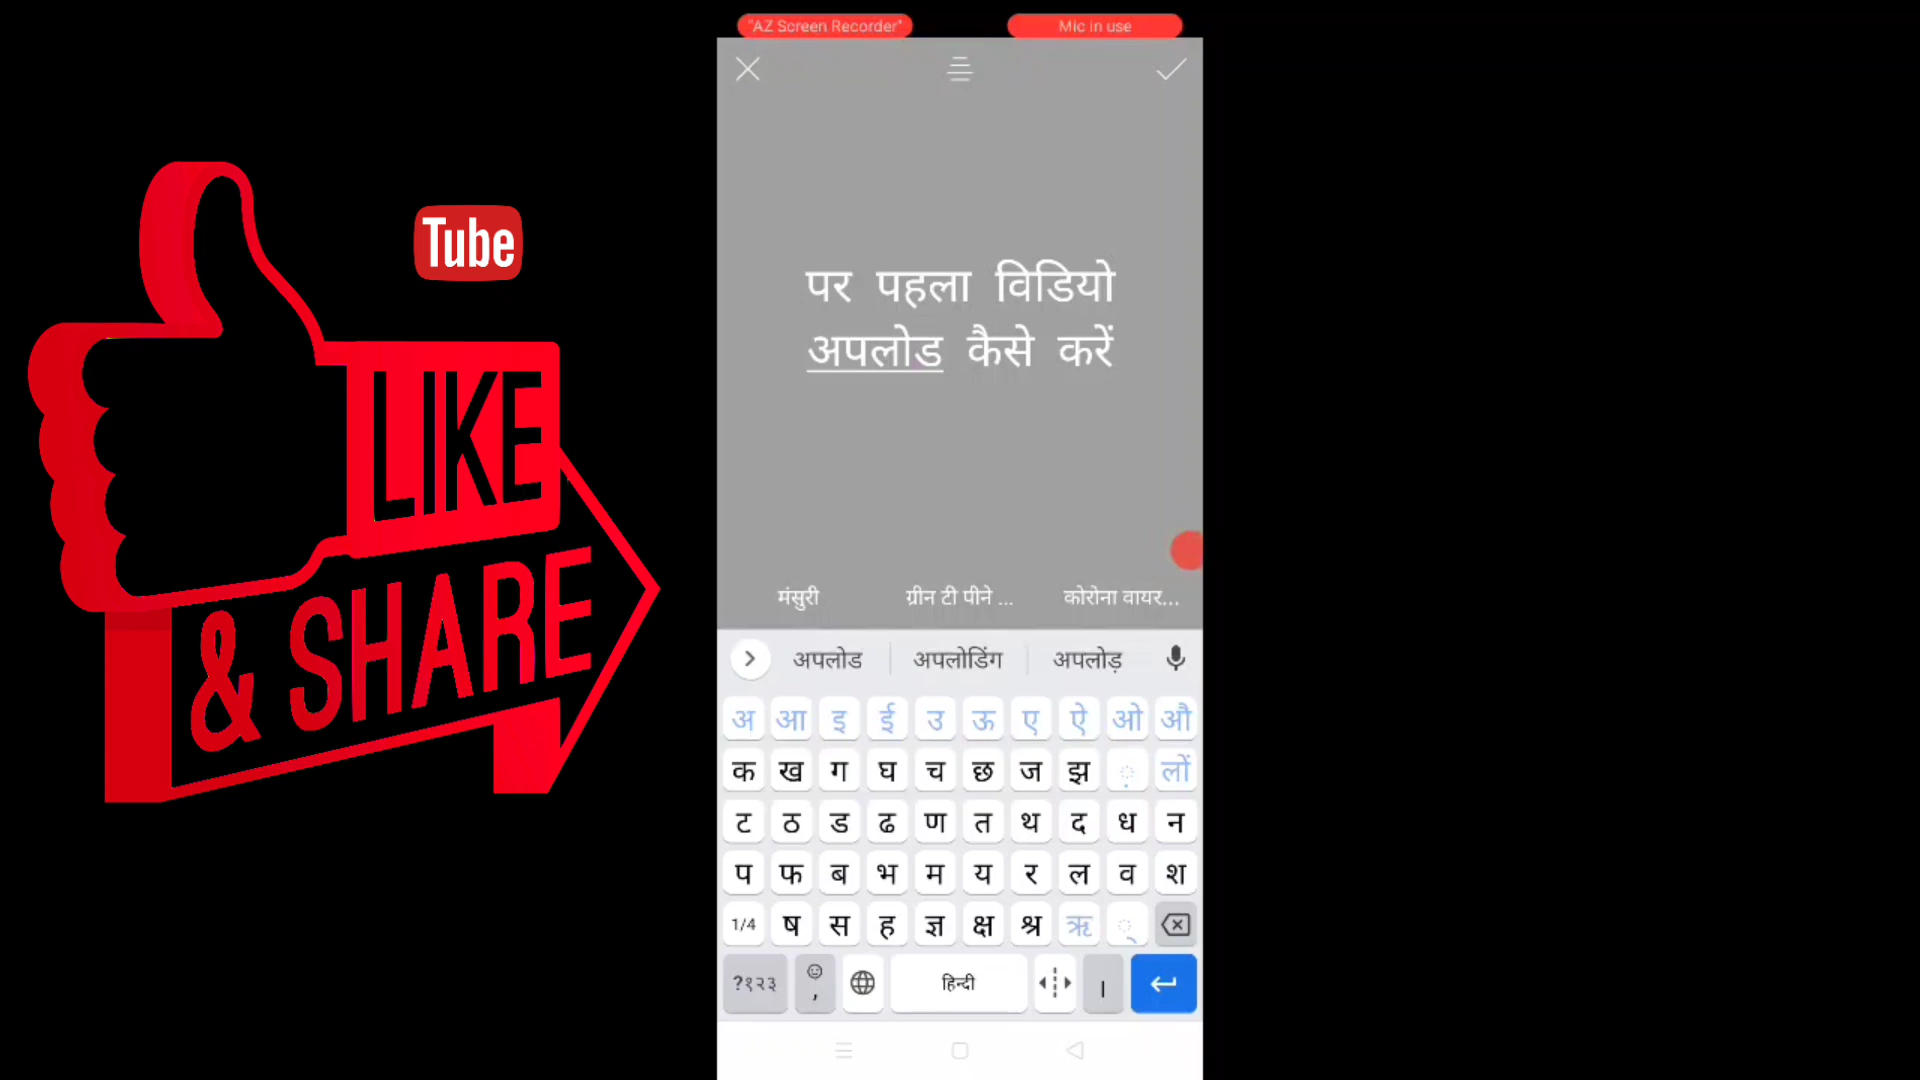 "AZ Screen Recorder"
Mic in use
Tube
LIKE
& SHARE
पर पहला विडियो
अपलोड कैसे करें
मंसुरी ग्रीन टी पीने ... कोरोना वायर...
अपलोड अपलोडिंग अपलोड़
अ आ इ ई उ ऊ ए ऐ ओ औ
क ख ग घ च छ ज झ ़ लों
ट ठ ड ढ ण त थ द ध न
प फ ब भ म य र ल व श
1/4 ष स ह ज्ञ क्ष श्र ऋ ्
?१२३ , हिन्दी ।